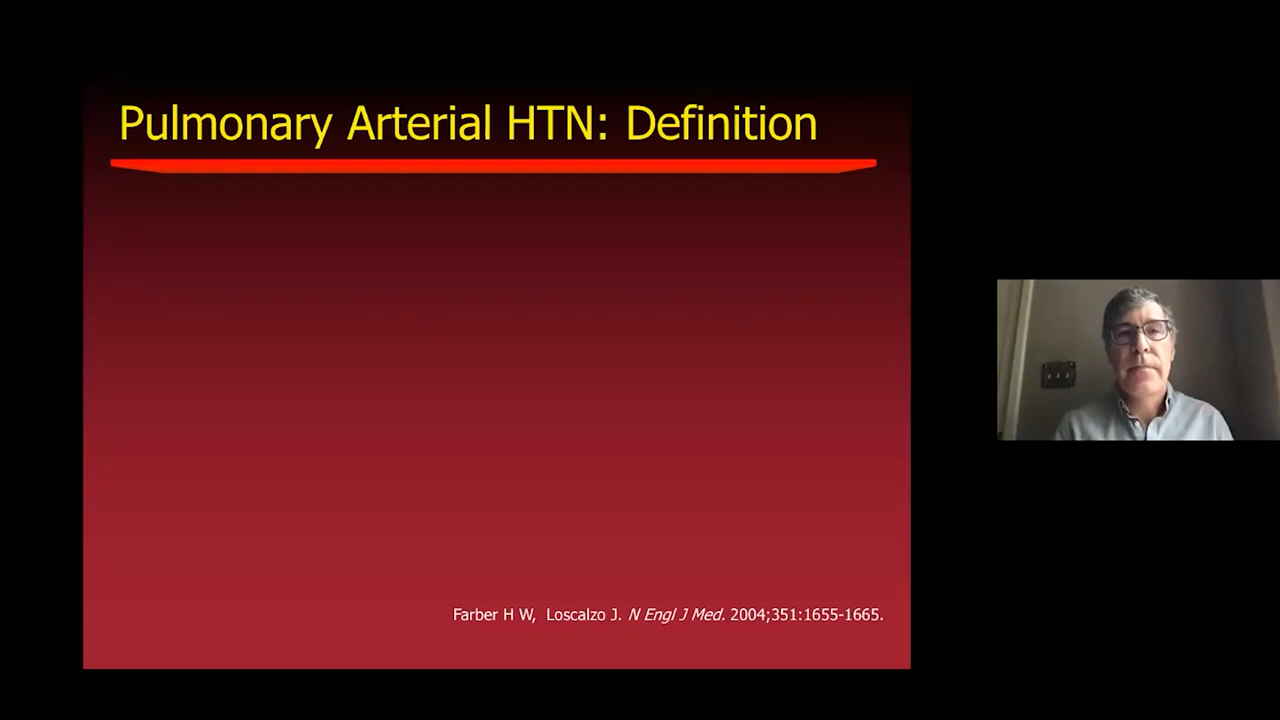 Pulmonary Arterial HTN: Definition
Farber H W, Loscalzo J. N Engl J Med. 2004;351:1655-1665.